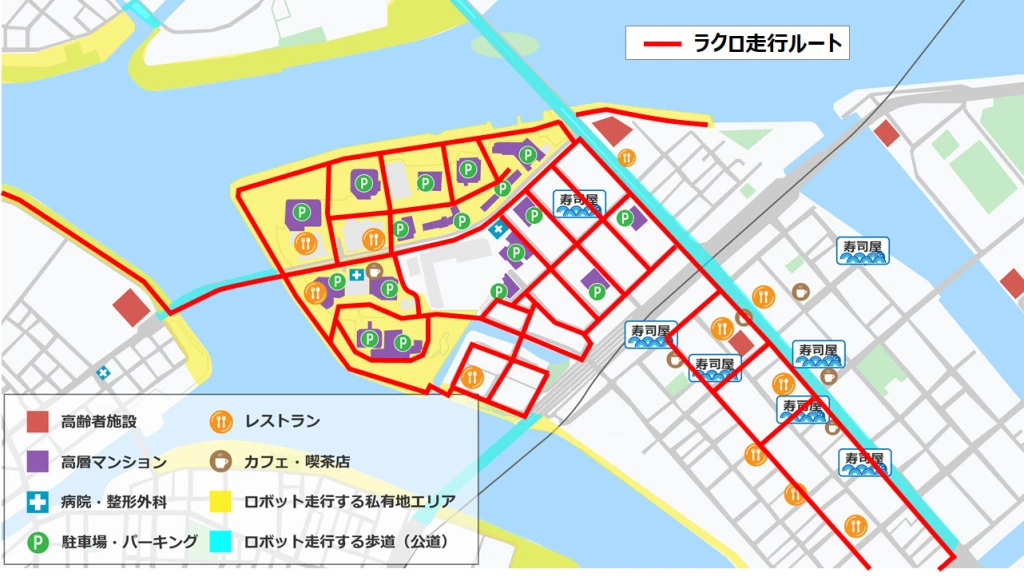 ラクロ走行ルート
P
P
P
P
P
寿司屋
P
P
P
P
P
P
寿司屋
P
P
P
P
寿司屋
P
P
寿司屋
寿司屋
寿司屋
寿司屋
高齢者施設
レストラン
高層マンション
カフェ・喫茶店
病院・整形外科
ロボット走行する私有地エリア
P
駐車場・パーキング
ロボット走行する歩道（公道）